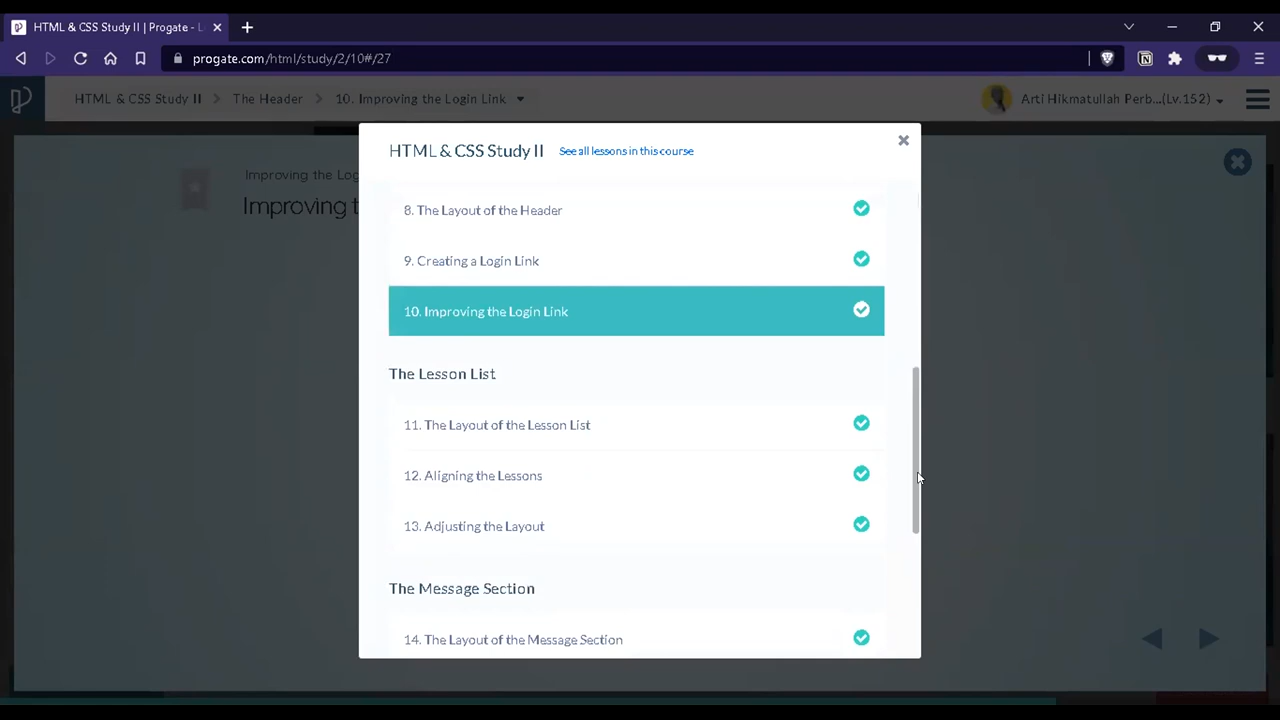 HTML & CSS Study II | Progate - L
progate.com/html/study/2/10#/27
HTML & CSS Study II > The Header > 10. Improving the Login Link
Arti Hikmatullah Perb...(Lv.152)
Improving the Log
Improving t
HTML & CSS Study II See all lessons in this course
8. The Layout of the Header
9. Creating a Login Link
10. Improving the Login Link
The Lesson List
11. The Layout of the Lesson List
12. Aligning the Lessons
13. Adjusting the Layout
The Message Section
14. The Layout of the Message Section